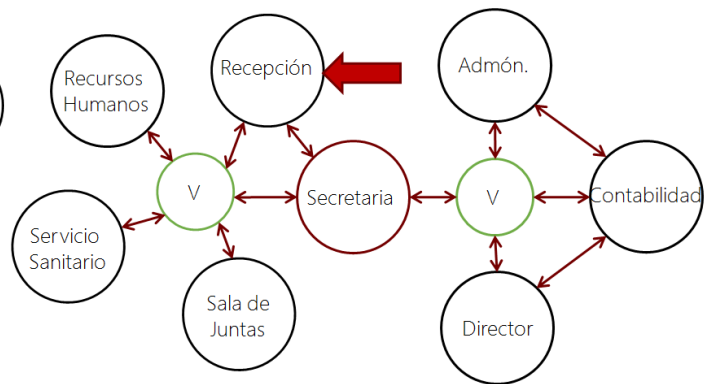 Recursos
Humanos
Recepción
Admón.
V
Secretaria
V
Contabilidad
Servicio
Sanitario
Sala de
Juntas
Director